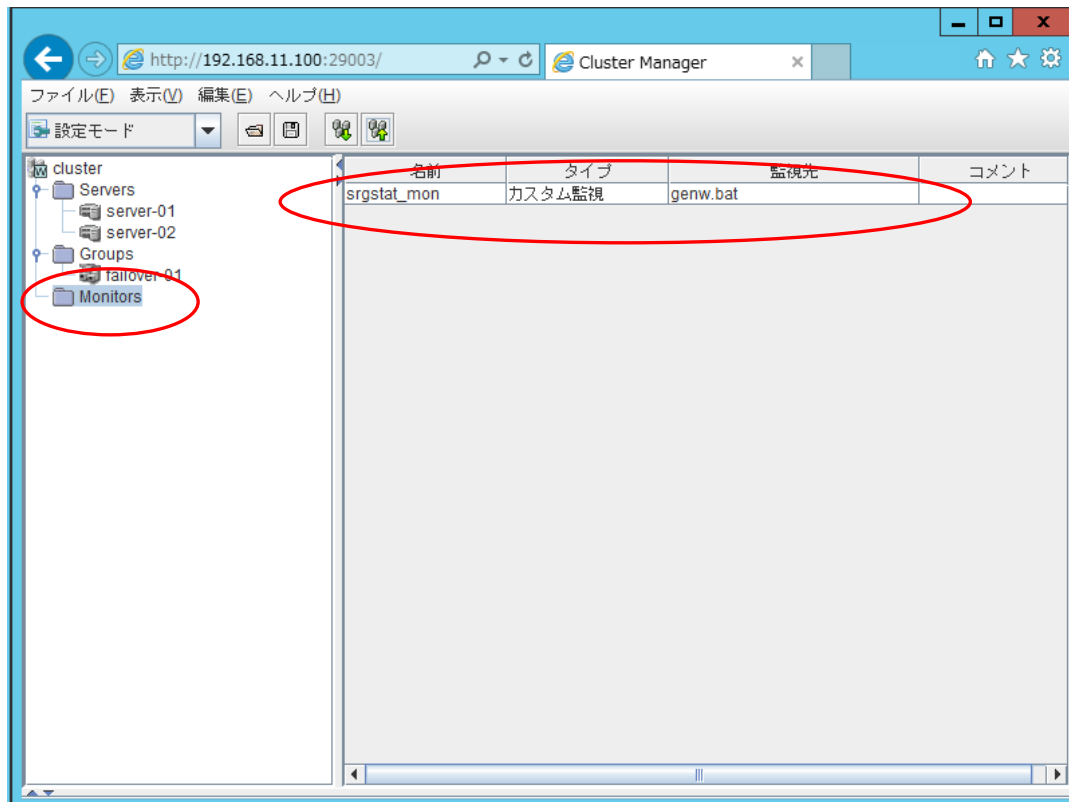 http://192.168.11.100:29003/ Cluster Manager
ファイル(F) 表示(V) 編集(E) ヘルプ(H)
設定モード
cluster
Servers
server-01
server-02
Groups
failover-01
Monitors
名前 タイプ 監視先 コメント
srgstat_mon カスタム監視 genw.bat